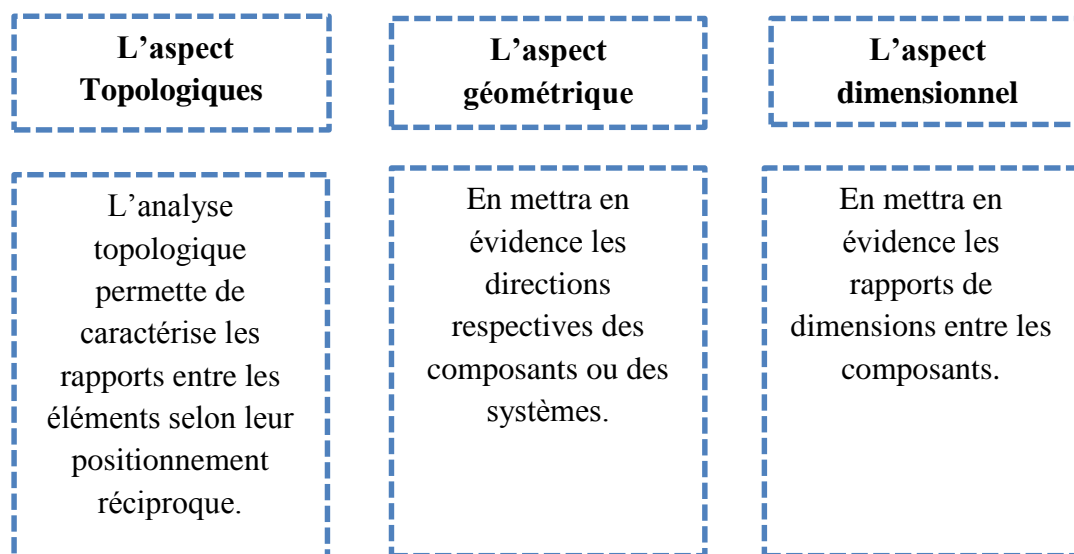 L’aspect
Topologiques
L’aspect
géométrique
L’aspect
dimensionnel
L’analyse
topologique
permette de
caractérise les
rapports entre les
éléments selon leur
positionnement
réciproque.
En mettra en
évidence les
directions
respectives des
composants ou des
systèmes.
En mettra en
évidence les
rapports de
dimensions entre les
composants.